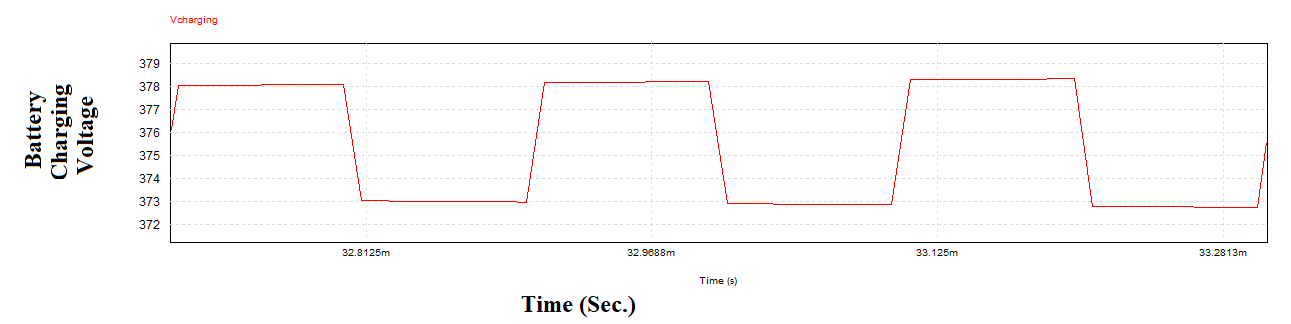 Vcharging
Battery
Charging
Voltage
379
378
377
376
375
374
373
372
32.8125m 32.9688m 33.125m 33.2813m
Time (s)
Time (Sec.)